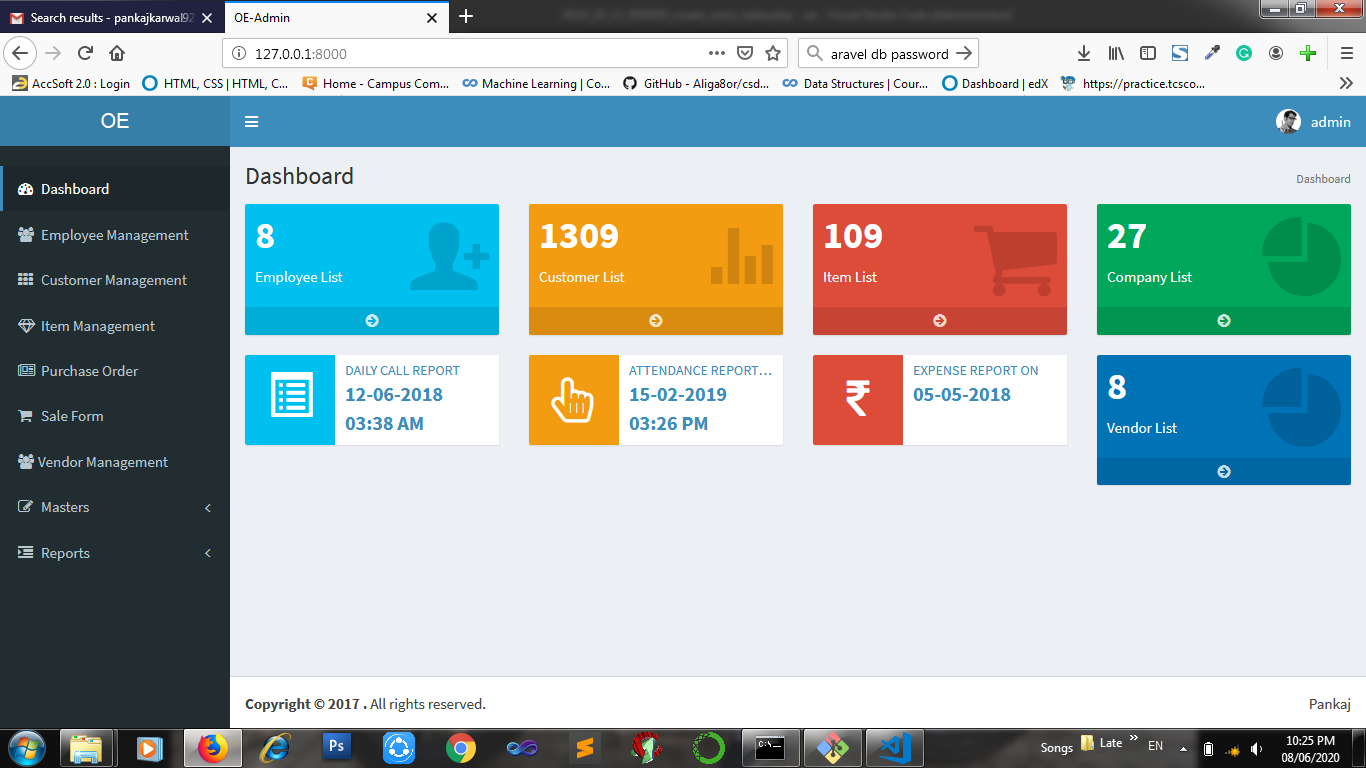 Search results - pankajkarwal92
OE-Admin
127.0.0.1:8000
aravel db password
AccSoft 2.0 : Login
HTML, CSS | HTML, C...
Home - Campus Com...
Machine Learning | Co...
GitHub - Aliga8or/csd...
Data Structures | Cour...
Dashboard | edX
https://practice.tcsco...
OE
admin
Dashboard
Employee Management
Customer Management
Item Management
Purchase Order
Sale Form
Vendor Management
Masters
Reports
Dashboard
Dashboard
8
Employee List
1309
Customer List
109
Item List
27
Company List
DAILY CALL REPORT
12-06-2018
03:38 AM
ATTENDANCE REPORT...
15-02-2019
03:26 PM
₹
EXPENSE REPORT ON
05-05-2018
8
Vendor List
Copyright © 2017 . All rights reserved.
Pankaj
Ps
C:\
Songs
Late
EN
10:25 PM
08/06/2020